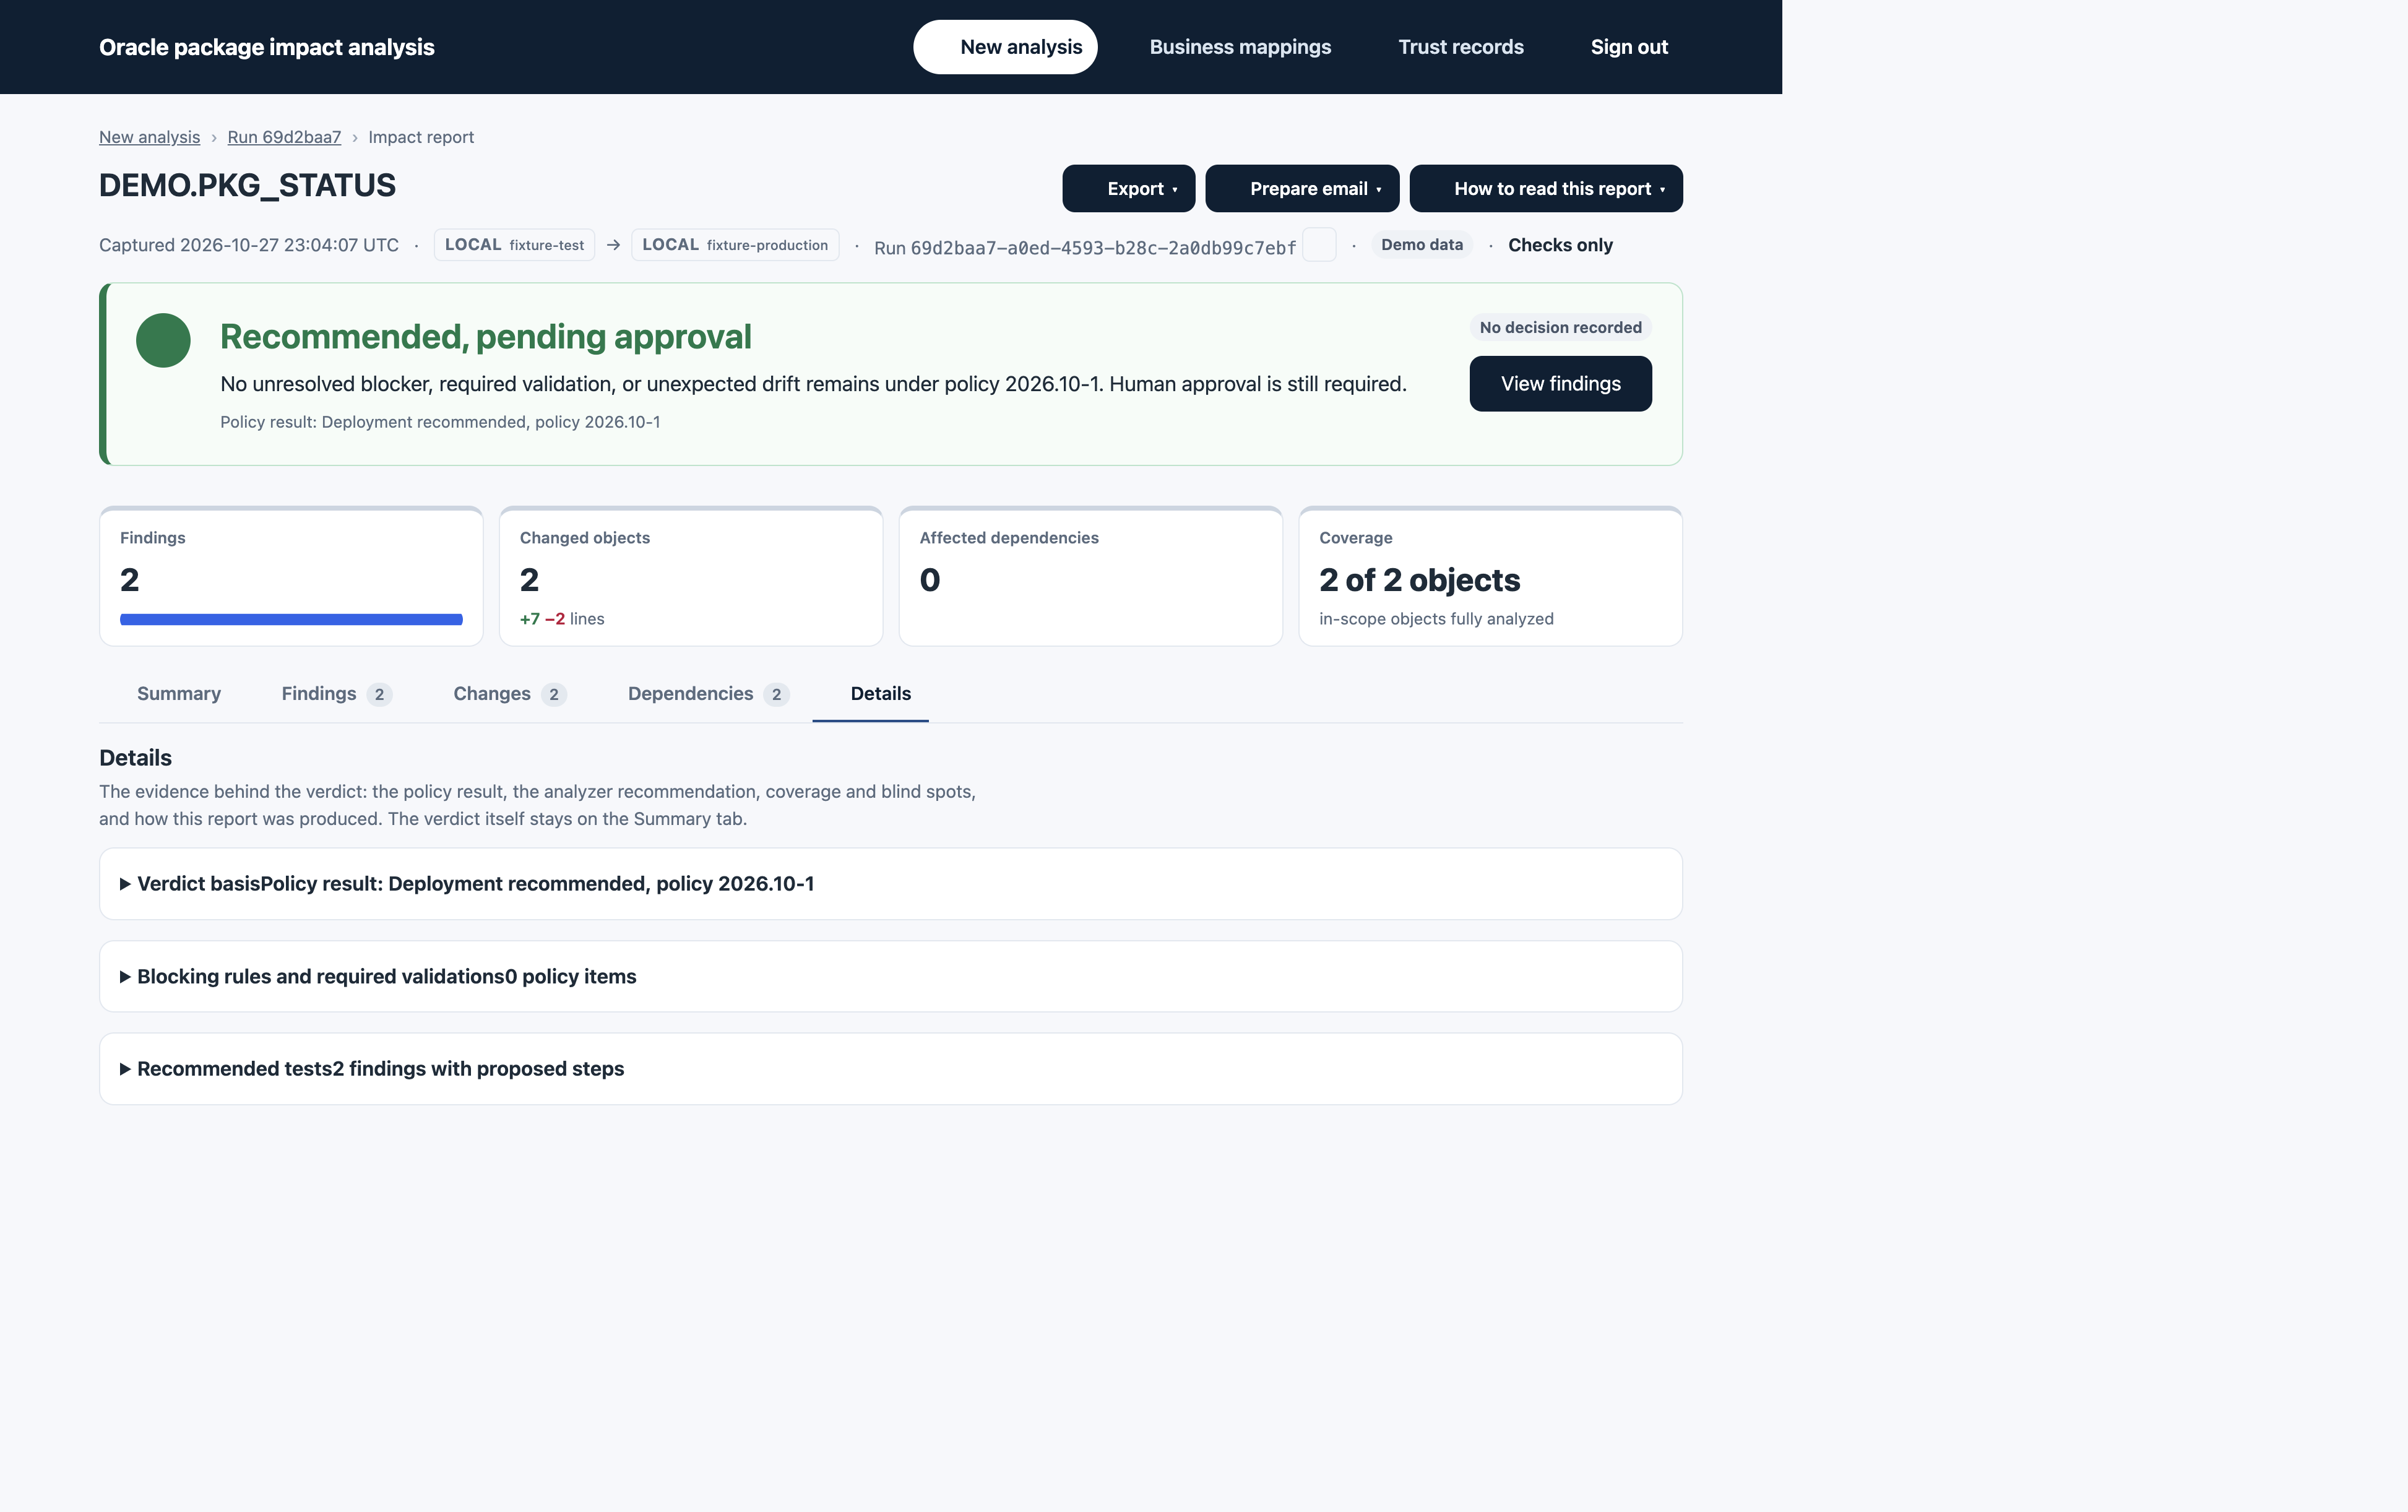 Oracle package impact analysis
New analysis
Business mappings
Trust records
Sign out
New analysis › Run 69d2baa7 › Impact report
DEMO.PKG_STATUS
Export ▾
Prepare email ▾
How to read this report ▾
Captured 2026-10-27 23:04:07 UTC · LOCAL fixture-test → LOCAL fixture-production · Run 69d2baa7-a0ed-4593-b28c-2a0db99c7ebf · Demo data · Checks only
Recommended, pending approval
No unresolved blocker, required validation, or unexpected drift remains under policy 2026.10-1. Human approval is still required.
Policy result: Deployment recommended, policy 2026.10-1
No decision recorded
View findings
Findings
2
Changed objects
2
+7 −2 lines
Affected dependencies
0
Coverage
2 of 2 objects
in-scope objects fully analyzed
Summary
Findings 2
Changes 2
Dependencies 2
Details
Details
The evidence behind the verdict: the policy result, the analyzer recommendation, coverage and blind spots,
and how this report was produced. The verdict itself stays on the Summary tab.
▶ Verdict basisPolicy result: Deployment recommended, policy 2026.10-1
▶ Blocking rules and required validations0 policy items
▶ Recommended tests2 findings with proposed steps